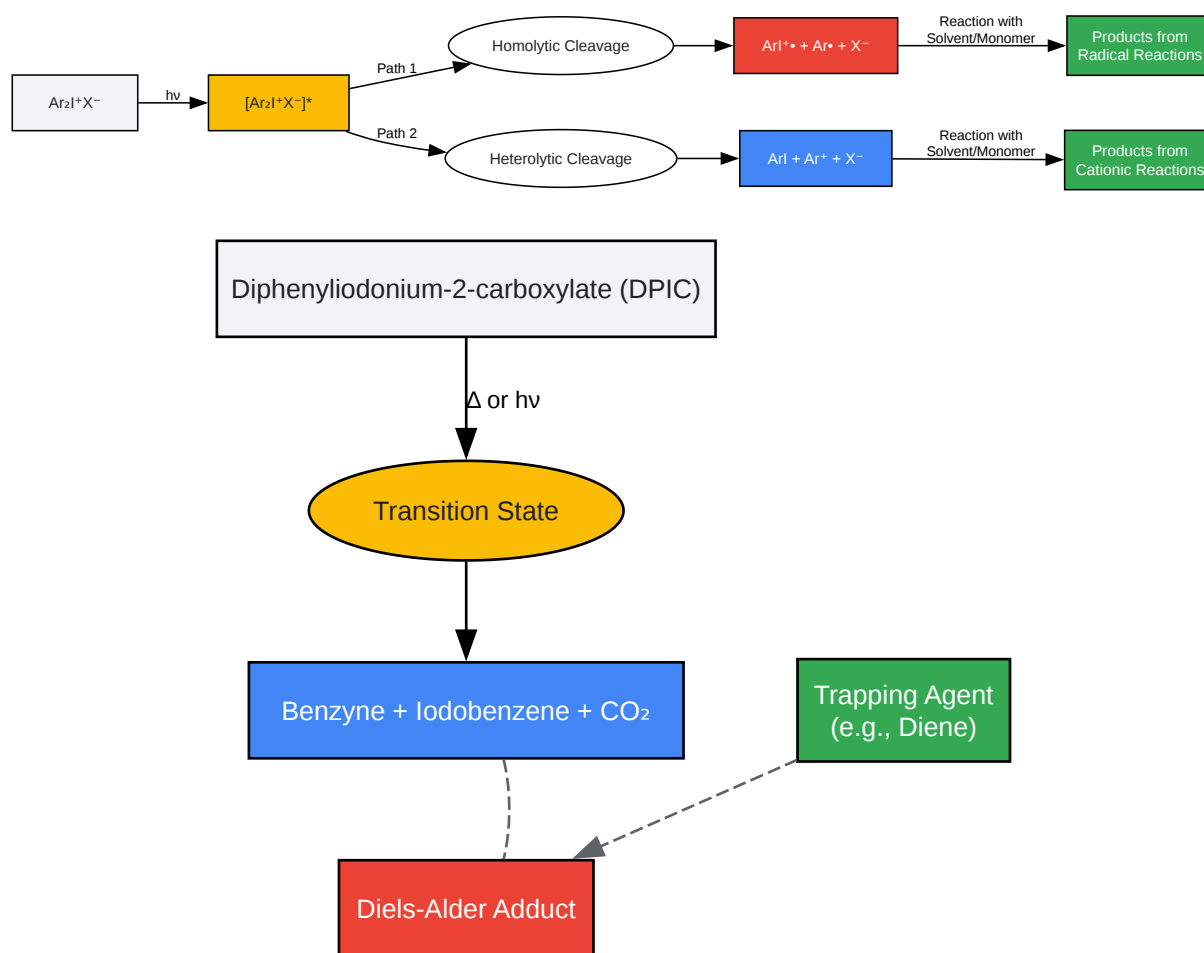 Ar₂I⁺X⁻
hν
[Ar₂I⁺X⁻]*
Path 1
Homolytic Cleavage
ArI⁺• + Ar• + X⁻
Reaction with
Solvent/Monomer
Products from
Radical Reactions
Path 2
Heterolytic Cleavage
ArI + Ar⁺ + X⁻
Reaction with
Solvent/Monomer
Products from
Cationic Reactions
Diphenyliodonium-2-carboxylate (DPIC)
Δ or hν
Transition State
Benzyne + Iodobenzene + CO₂
Trapping Agent
(e.g., Diene)
Diels-Alder Adduct